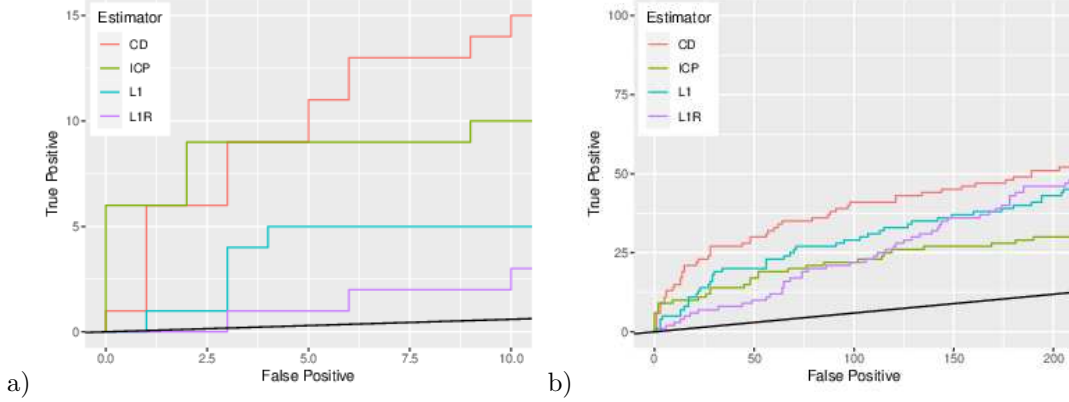 Estimator
CD
ICP
L1
L1R
True Positive
15
10
5
0
0.0
2.5
5.0
7.5
10.0
False Positive
a)
Estimator
CD
ICP
L1
L1R
True Positive
100
75
50
25
0
0
50
100
150
200
False Positive
b)